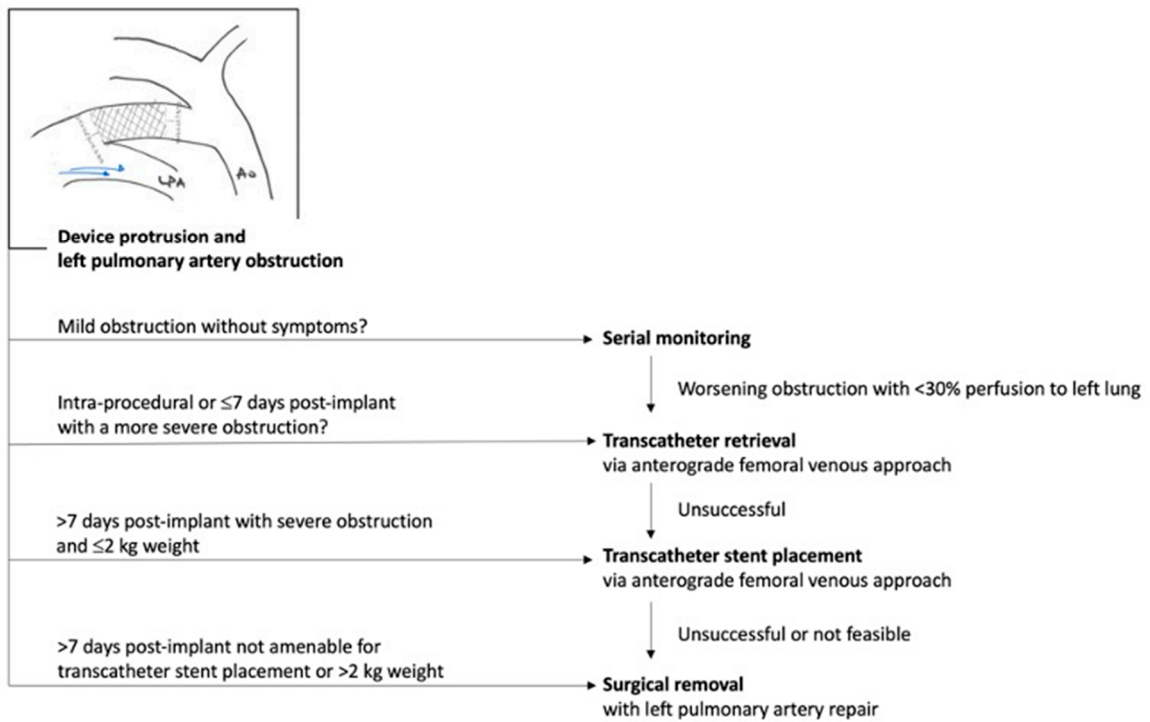 LPA
Ao
Device protrusion and
left pulmonary artery obstruction
Mild obstruction without symptoms?
Serial monitoring
Worsening obstruction with <30% perfusion to left lung
Intra-procedural or ≤7 days post-implant
with a more severe obstruction?
Transcatheter retrieval
via anterograde femoral venous approach
Unsuccessful
>7 days post-implant with severe obstruction
and ≤2 kg weight
Transcatheter stent placement
via anterograde femoral venous approach
Unsuccessful or not feasible
>7 days post-implant not amenable for
transcatheter stent placement or >2 kg weight
Surgical removal
with left pulmonary artery repair